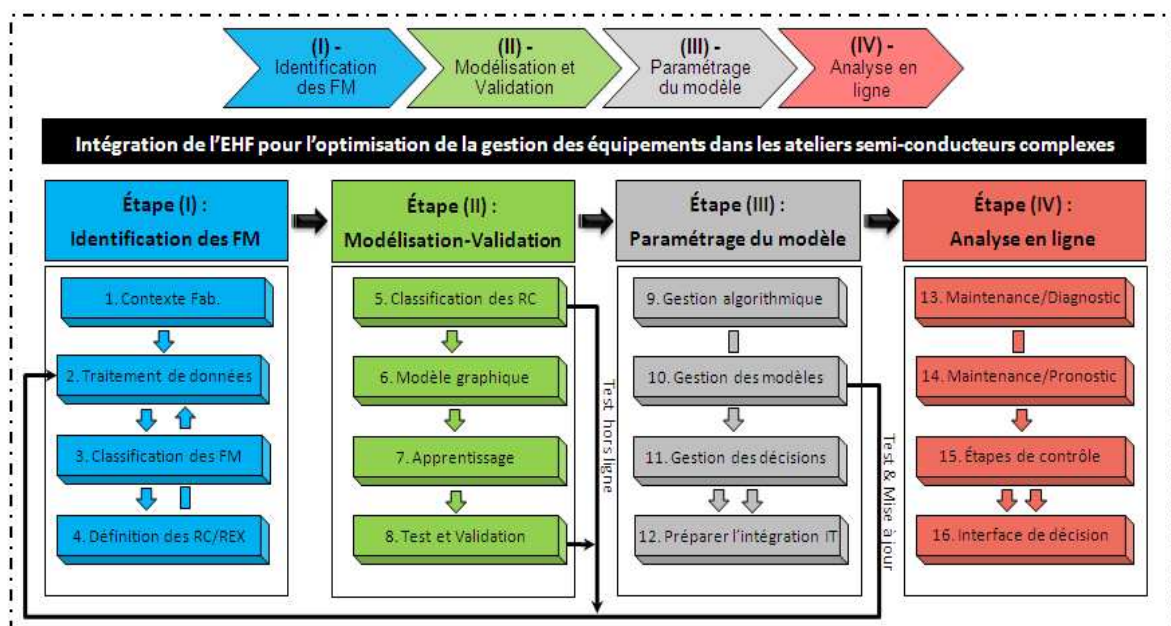 (I) -
Identification
des FM
(II) -
Modélisation et
Validation
(III) -
Paramétrage
du modèle
(IV) -
Analyse en
ligne
Intégration de l'EHF pour l'optimisation de la gestion des équipements dans les ateliers semi-conducteurs complexes
Étape (I) :
Identification des FM
1. Contexte Fab.
2. Traitement de données
3. Classification des FM
4. Définition des RC/REX
Étape (II) :
Modélisation-Validation
5. Classification des RC
6. Modèle graphique
7. Apprentissage
8. Test et Validation
Test hors ligne
Étape (III) :
Paramétrage du modèle
9. Gestion algorithmique
10. Gestion des modèles
11. Gestion des décisions
12. Préparer l'intégration IT
Test & Mise à jour
Étape (IV) :
Analyse en ligne
13. Maintenance/Diagnostic
14. Maintenance/Pronostic
15. Étapes de contrôle
16. Interface de décision